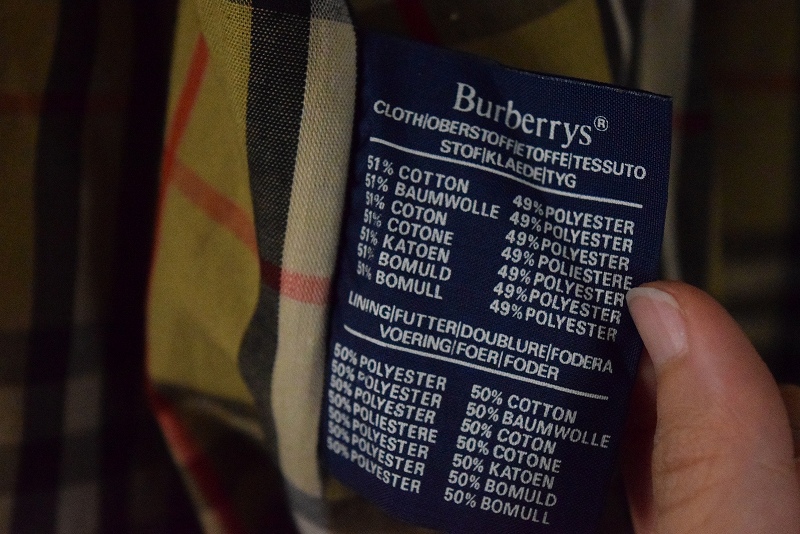 Burberrys®
CLOTH|OBERSTOFF|ETOFFE|TESSUTO
STOF|KLAEDE|TYG
51% COTTON 49% POLYESTER
51% BAUMWOLLE 49% POLYESTER
51% COTON 49% POLYESTER
51% COTONE 49% POLIESTERE
51% KATOEN 49% POLYESTER
51% BOMULD 49% POLYESTER
51% BOMULL 49% POLYESTER
LINING|FUTTER|DOUBLURE|FODERA
VOERING|FOER|FODER
50% POLYESTER 50% COTTON
50% POLYESTER 50% BAUMWOLLE
50% POLYESTER 50% COTON
50% POLIESTERE 50% COTONE
50% POLYESTER 50% KATOEN
50% POLYESTER 50% BOMULD
50% POLYESTER 50% BOMULL